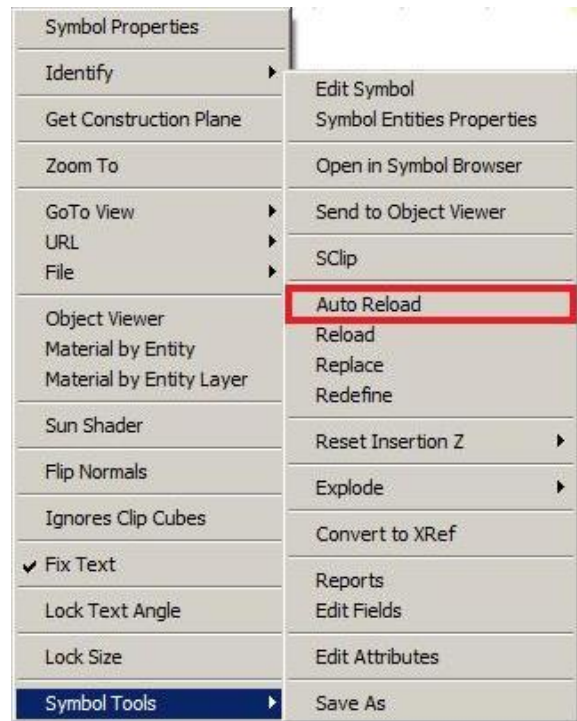 Symbol Properties
Identify
Get Construction Plane
Zoom To
GoTo View
URL
File
Object Viewer
Material by Entity
Material by Entity Layer
Sun Shader
Flip Normals
Ignores Clip Cubes
Fix Text
Lock Text Angle
Lock Size
Symbol Tools
Edit Symbol
Symbol Entities Properties
Open in Symbol Browser
Send to Object Viewer
SClip
Auto Reload
Reload
Replace
Redefine
Reset Insertion Z
Explode
Convert to XRef
Reports
Edit Fields
Edit Attributes
Save As